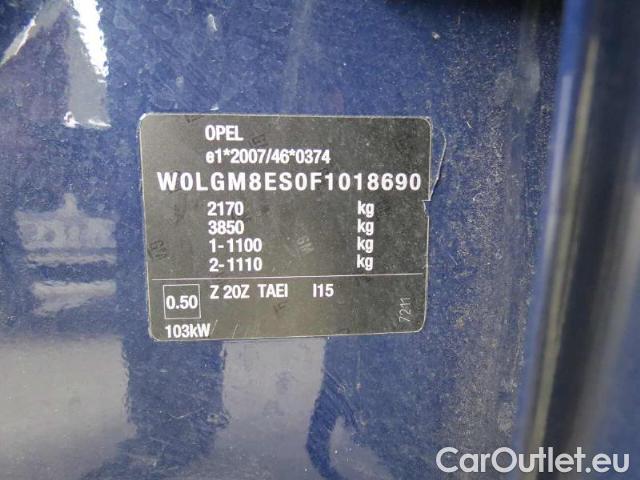 OPEL
e1*2007/46*0374
W0LGM8ES0F1018690
2170 kg
3850 kg
1-1100 kg
2-1110 kg
0.50 Z 20Z TAEI I15
103kW
7211
CarOutlet.eu